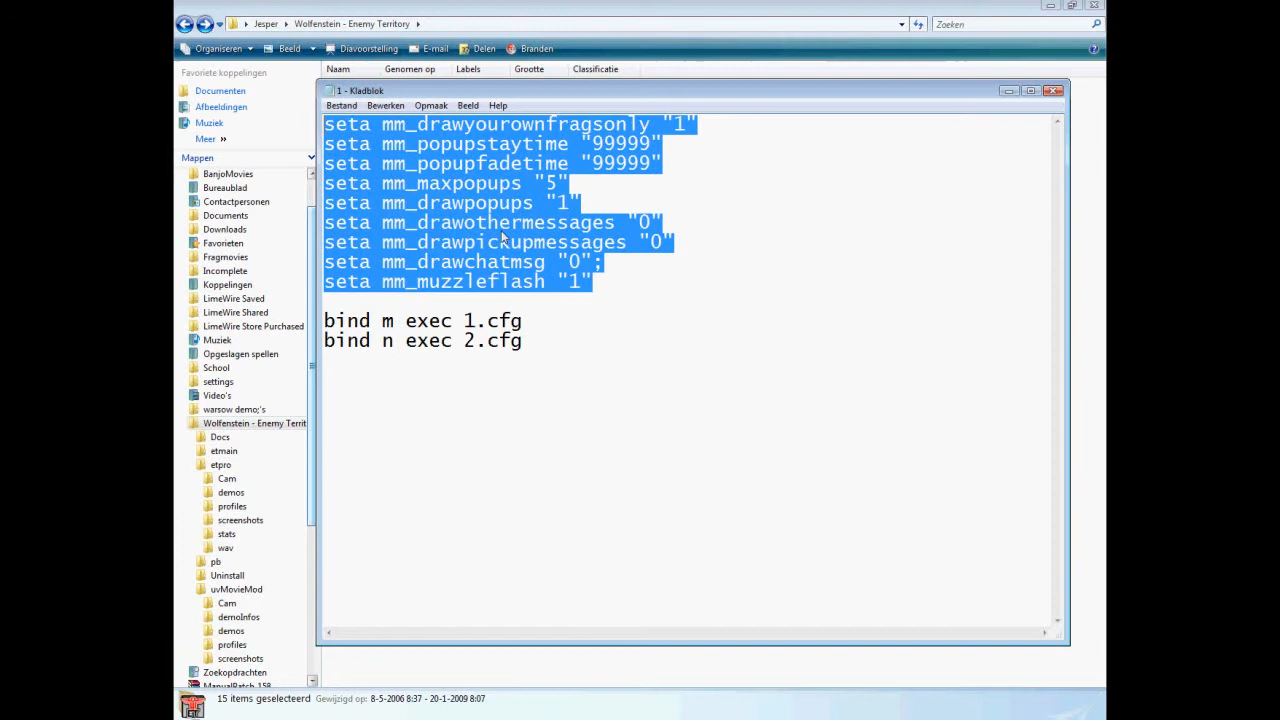 Jesper
Wolfenstein - Enemy Territory
Zoeken
Organiseren
Beeld
Diavoorstelling
E-mail
Delen
Branden
Favoriete koppelingen
Documenten
Afbeeldingen
Muziek
Meer »
Mappen
BanjoMovies
Bureaublad
Contactpersonen
Documents
Downloads
Favorieten
Fragmovies
Incomplete
Koppelingen
LimeWire Saved
LimeWire Shared
LimeWire Store Purchased
Muziek
Opgeslagen spellen
School
settings
Video's
warsow demo;'s
Wolfenstein - Enemy Territ
Docs
etmain
etpro
Cam
demos
profiles
screenshots
stats
wav
pb
Uninstall
uvMovieMod
Cam
demoInfos
demos
profiles
screenshots
Zoekopdrachten
ManualPatch 158
Naam
Genomen op
Labels
Grootte
Classificatie
1 - Kladblok
Bestand
Bewerken
Opmaak
Beeld
Help
seta mm_drawyourownfragsonly "1"
seta mm_popupstaytime "99999"
seta mm_popupfadetime "99999"
seta mm_maxpopups "5"
seta mm_drawpopups "1"
seta mm_drawothermessages "0"
seta mm_drawpickupmessages "0"
seta mm_drawchatmsg "0";
seta mm_muzzleflash "1"
bind m exec 1.cfg
bind n exec 2.cfg
15 items geselecteerd
Gewijzigd op: 8-5-2006 8:37 - 20-1-2009 8:07